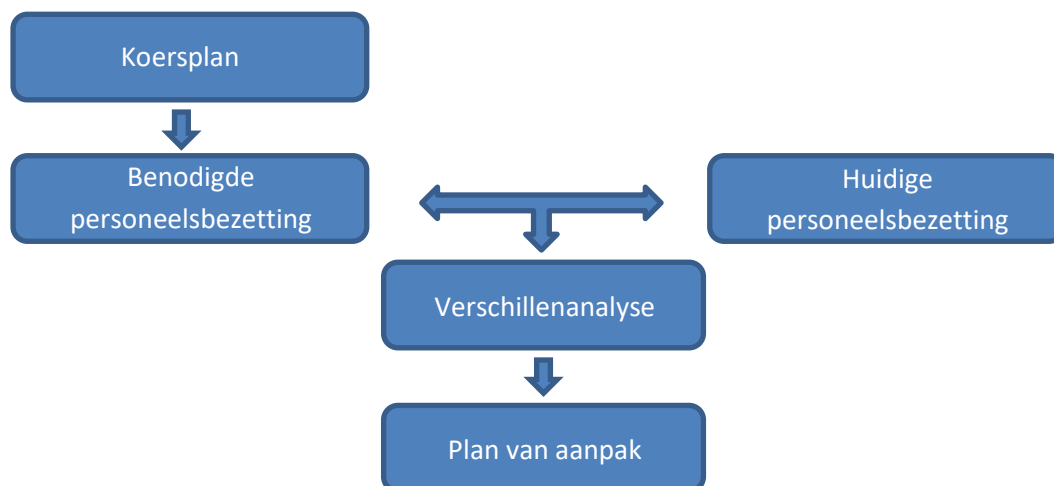 Koersplan
Benodigde
personeelsbezetting
Huidige
personeelsbezetting
Verschillenanalyse
Plan van aanpak